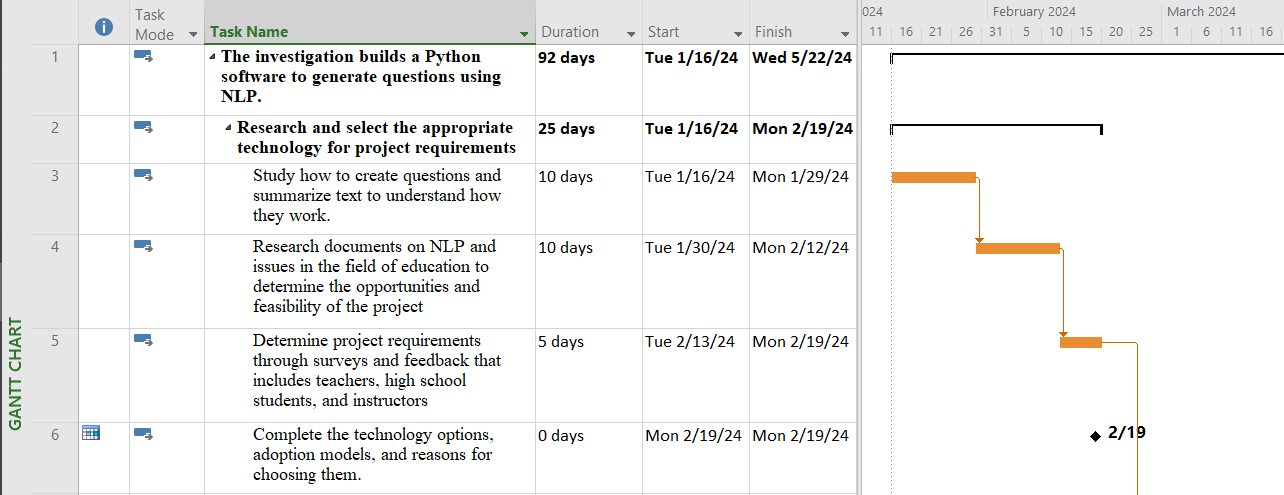 Task Mode
Task Name
Duration
Start
Finish
024
February 2024
March 2024
11 16 21 26 31 5 10 15 20 25 1 6 11 16
1
The investigation builds a Python
software to generate questions using
NLP.
92 days
Tue 1/16/24
Wed 5/22/24
2
Research and select the appropriate
technology for project requirements
25 days
Tue 1/16/24
Mon 2/19/24
3
Study how to create questions and
summarize text to understand how
they work.
10 days
Tue 1/16/24
Mon 1/29/24
4
Research documents on NLP and
issues in the field of education to
determine the opportunities and
feasibility of the project
10 days
Tue 1/30/24
Mon 2/12/24
5
Determine project requirements
through surveys and feedback that
includes teachers, high school
students, and instructors
5 days
Tue 2/13/24
Mon 2/19/24
6
Complete the technology options,
adoption models, and reasons for
choosing them.
0 days
Mon 2/19/24
Mon 2/19/24
2/19
GANTT CHART